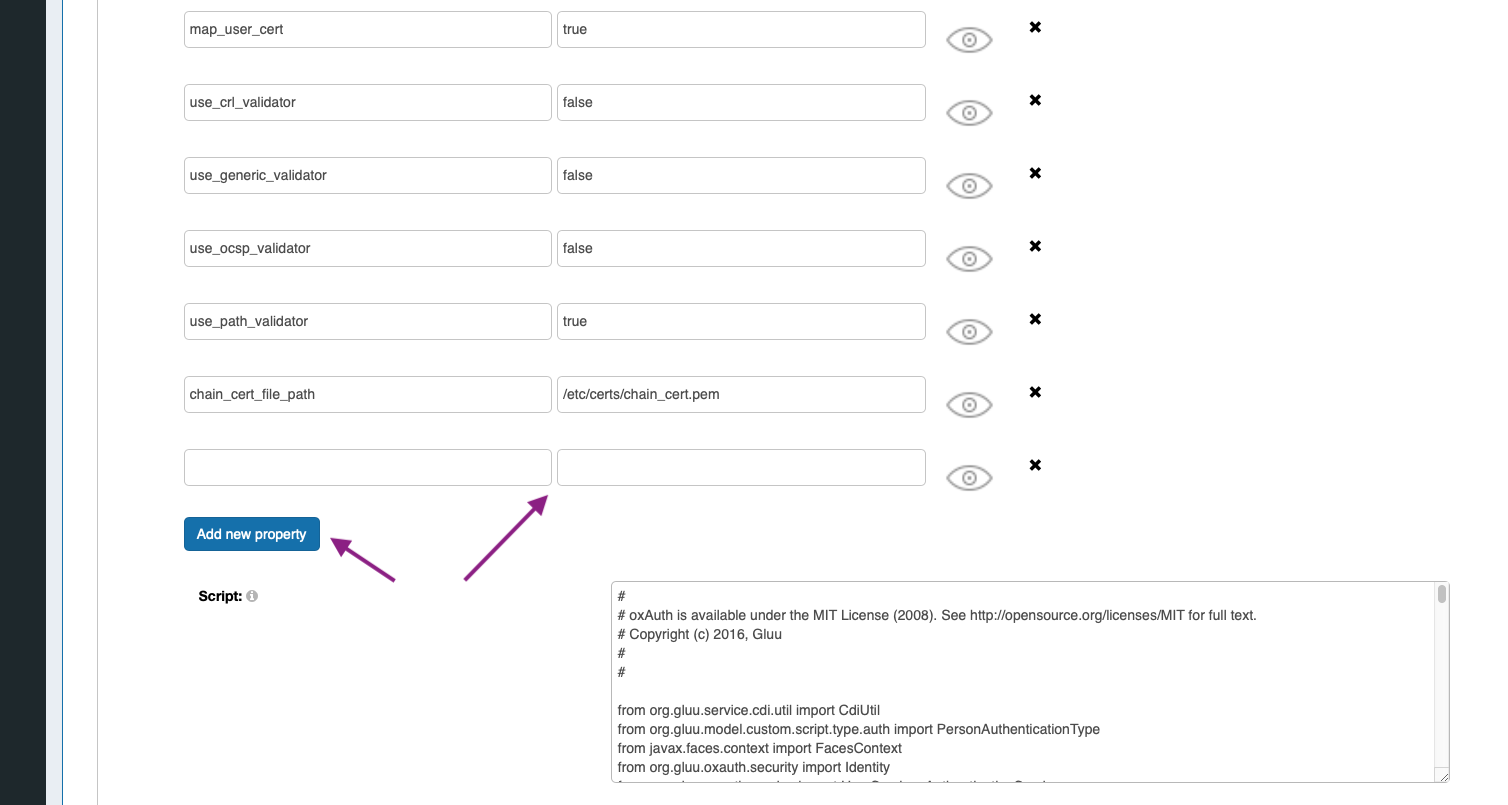 map_user_cert true
use_crl_validator false
use_generic_validator false
use_ocsp_validator false
use_path_validator true
chain_cert_file_path /etc/certs/chain_cert.pem
Add new property
Script:
#
# oxAuth is available under the MIT License (2008). See http://opensource.org/licenses/MIT for full text.
# Copyright (c) 2016, Gluu
#
#
from org.gluu.service.cdi.util import CdiUtil
from org.gluu.model.custom.script.type.auth import PersonAuthenticationType
from javax.faces.context import FacesContext
from org.gluu.oxauth.security import Identity